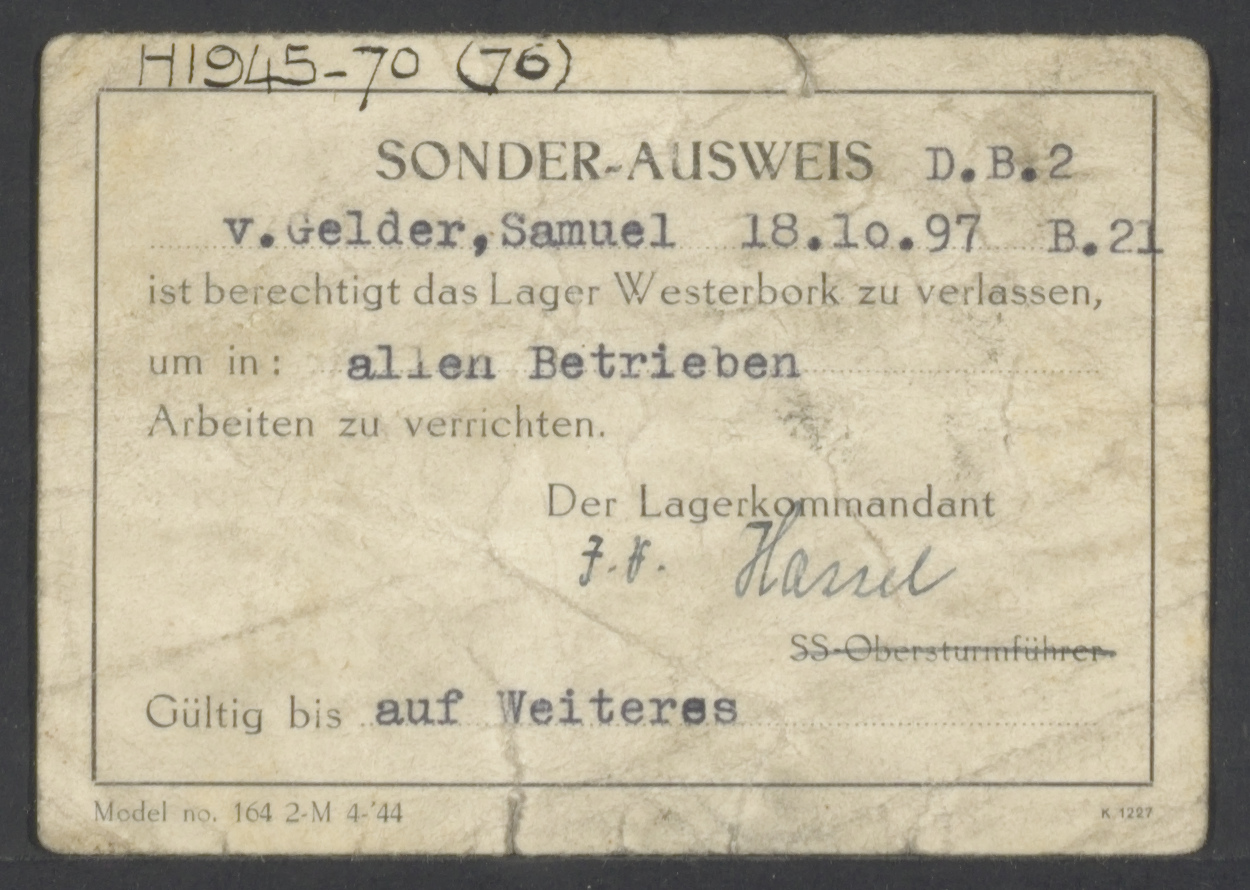 H1945-70 (76)
SONDER-AUSWEIS D.B.2
v.Gelder,Samuel 18.1o.97 B.21
ist berechtigt das Lager Westerbork zu verlassen,
um in: allen Betrieben
Arbeiten zu verrichten.
Der Lagerkommandant
J.V. Hassel
SS-Obersturmführer
Gültig bis auf Weiteres
Model no. 164 2-M 4-'44
K 1227